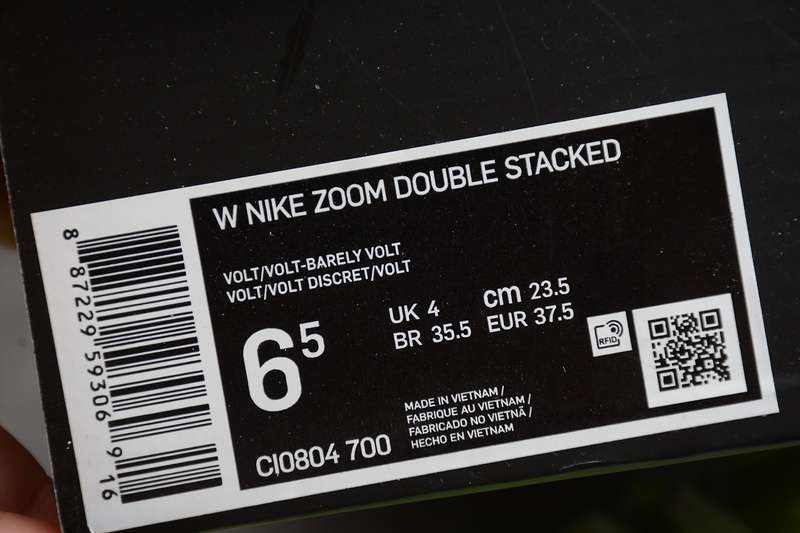 W NIKE ZOOM DOUBLE STACKED
VOLT/VOLT-BARELY VOLT
VOLT/VOLT DISCRET/VOLT
6 5
UK 4
cm 23.5
BR 35.5
EUR 37.5
RFID
MADE IN VIETNAM /
FABRIQUE AU VIETNAM /
FABRICADO NO VIETNÃ /
HECHO EN VIETNAM
CI0804 700
8 87229 59306 9 16